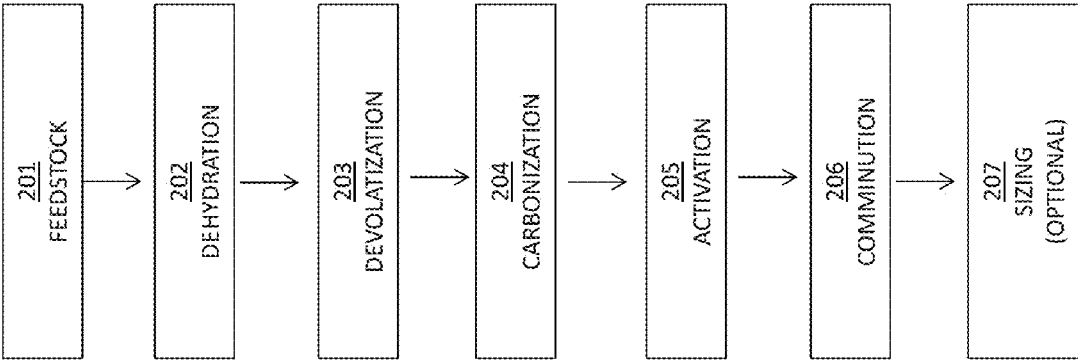 201
FEEDSTOCK
202
DEHYDRATION
203
DEVOLATIZATION
204
CARBONIZATION
205
ACTIVATION
206
COMMINUTION
207
SIZING
(OPTIONAL)